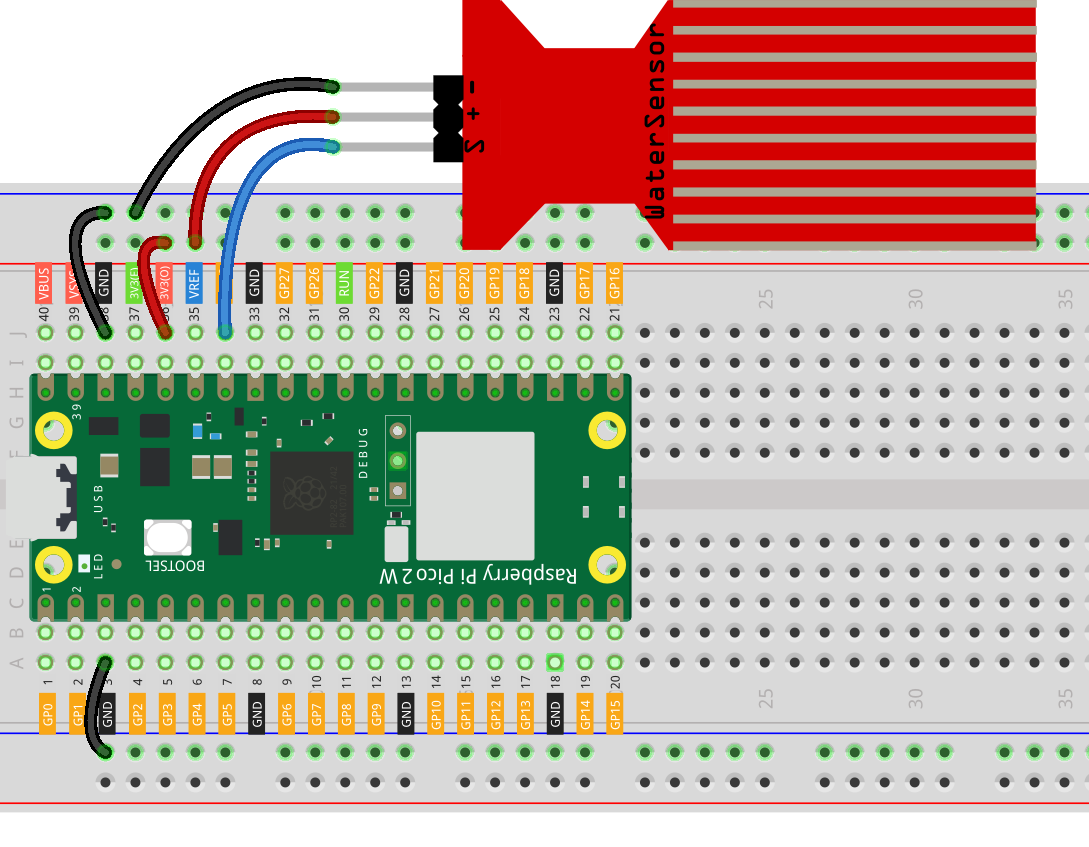 -
+
S
WaterSensor
VBUS
VSYS
GND
3V3(E)
3V3(O)
VREF
GND
GP27
GP26
RUN
GP22
GND
GP21
GP20
GP19
GP18
GND
GP17
GP16
40
39
38
37
36
35
33
32
31
30
29
28
27
26
25
24
23
22
21
25
30
35
J
I
H
G
F
E
D
C
B
A
39
DEBUG
USB
BOOTSEL
LED
Raspberry Pi Pico 2 W
1
2
1
2
3
4
5
6
7
8
9
10
11
12
13
14
15
16
17
18
19
20
GP0
GP1
GND
GP2
GP3
GP4
GP5
GND
GP6
GP7
GP8
GP9
GND
GP10
GP11
GP12
GP13
GND
GP14
GP15
25
30
35